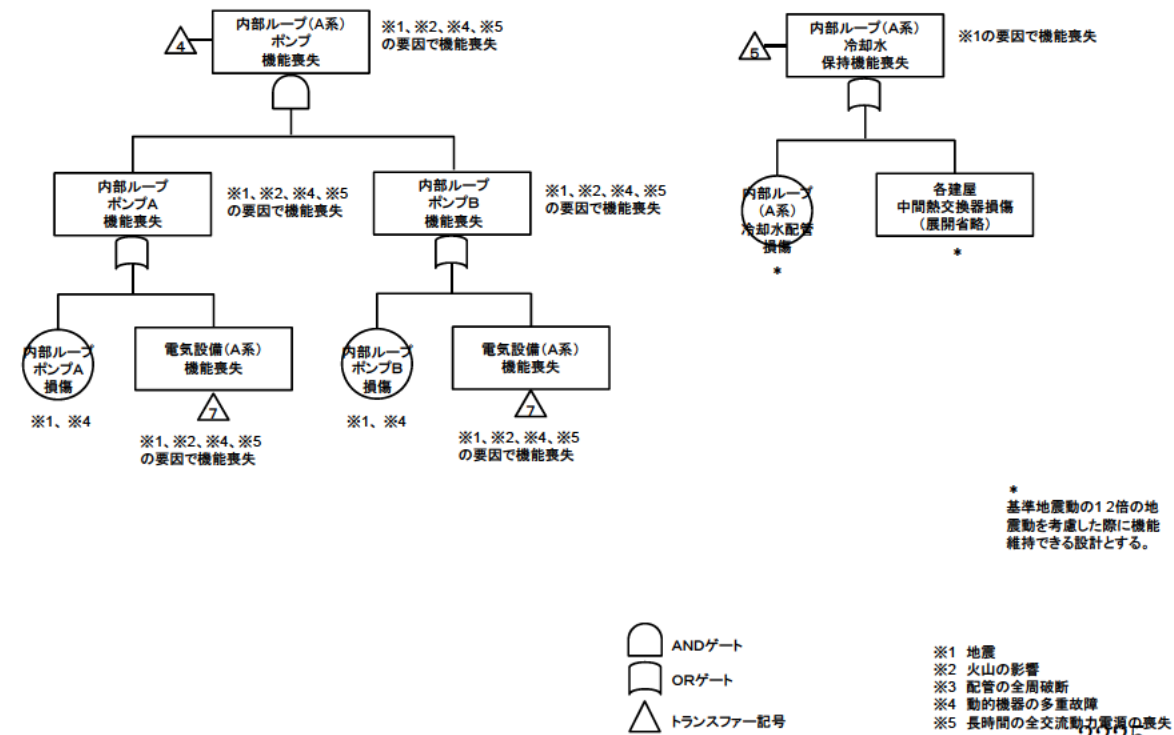 内部ループ(A系)
ポンプ
機能喪失
4
※1、※2、※4、※5
の要因で機能喪失
内部ループ
ポンプA
機能喪失
※1、※2、※4、※5
の要因で機能喪失
内部ループ
ポンプB
機能喪失
※1、※2、※4、※5
の要因で機能喪失
内部ループ
ポンプA
損傷
※1、※4
電気設備(A系)
機能喪失
7
※1、※2、※4、※5
の要因で機能喪失
内部ループ
ポンプB
損傷
※1、※4
電気設備(A系)
機能喪失
7
※1、※2、※4、※5
の要因で機能喪失
内部ループ(A系)
冷却水
保持機能喪失
5
※1の要因で機能喪失
内部ループ
(A系)
冷却水配管
損傷
*
各建屋
中間熱交換器損傷
(展開省略)
*
*
基準地震動の1 2倍の地
震動を考慮した際に機能
維持できる設計とする。
ANDゲート
ORゲート
トランスファー記号
※1 地震
※2 火山の影響
※3 配管の全周破断
※4 動的機器の多重故障
※5 長時間の全交流動力電源の喪失